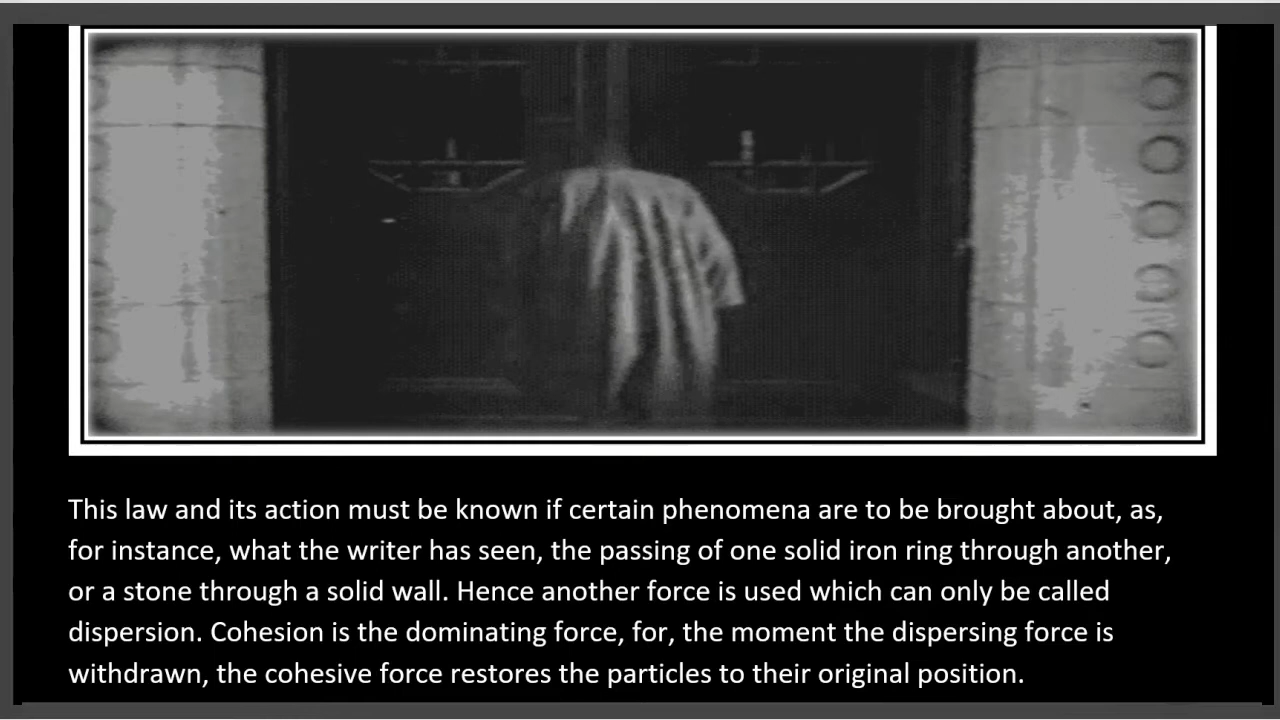 This law and its action must be known if certain phenomena are to be brought about, as,
for instance, what the writer has seen, the passing of one solid iron ring through another,
or a stone through a solid wall. Hence another force is used which can only be called
dispersion. Cohesion is the dominating force, for, the moment the dispersing force is
withdrawn, the cohesive force restores the particles to their original position.